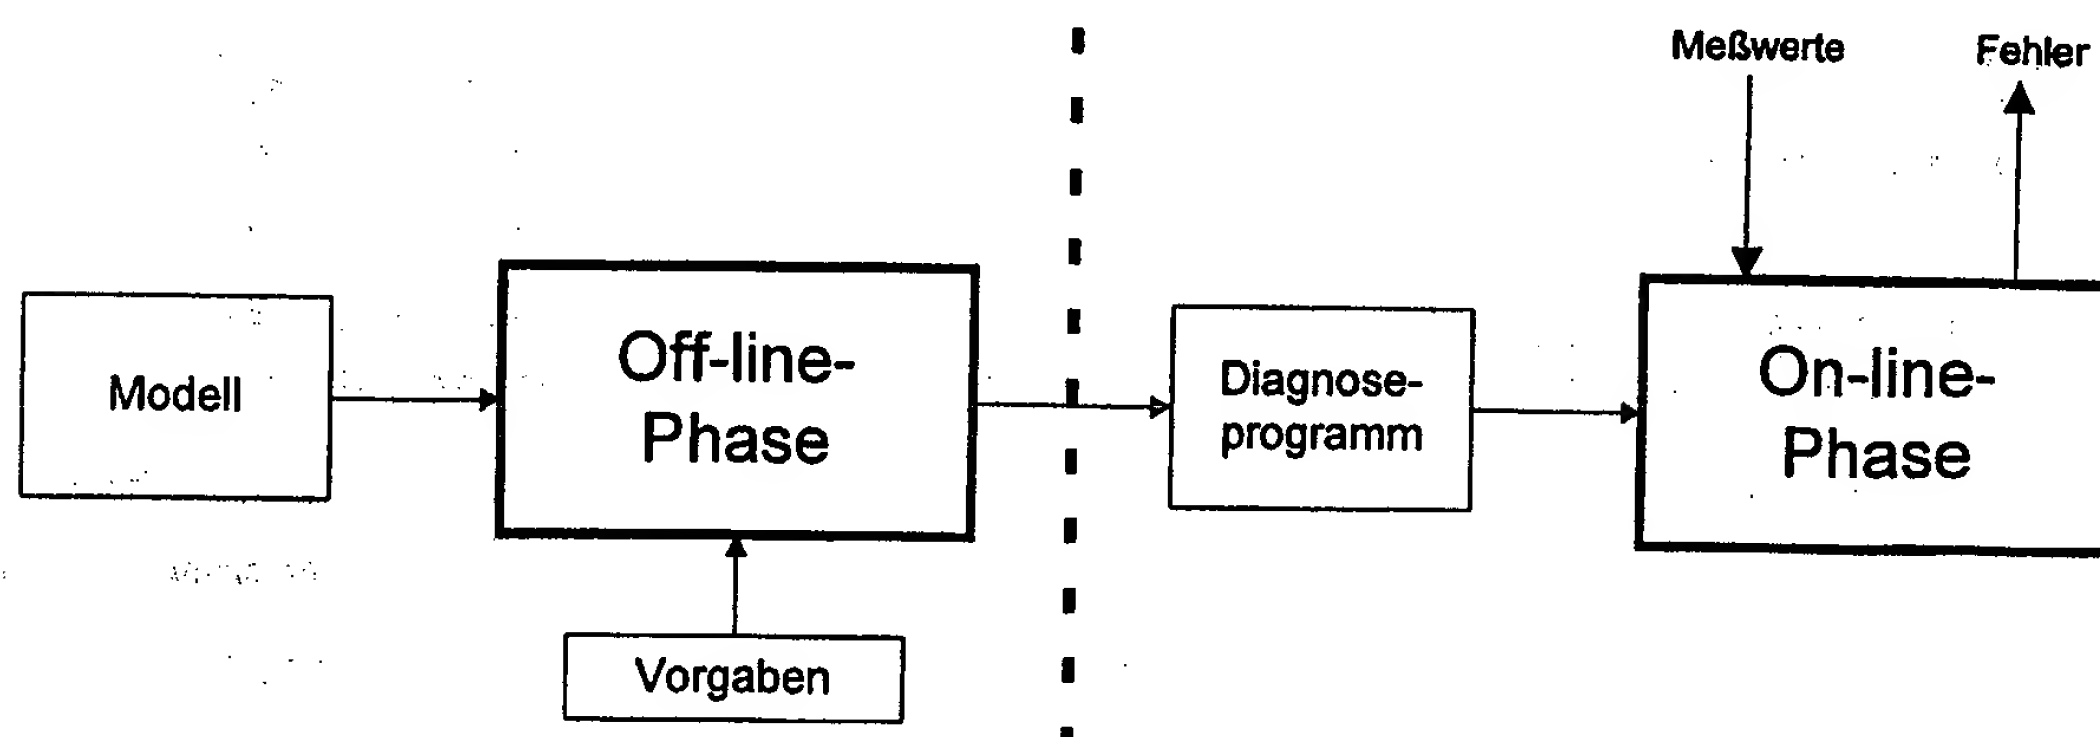 Meßwerte
Fehler
Modell
Off-line-
Phase
Diagnose-
programm
On-line-
Phase
Vorgaben